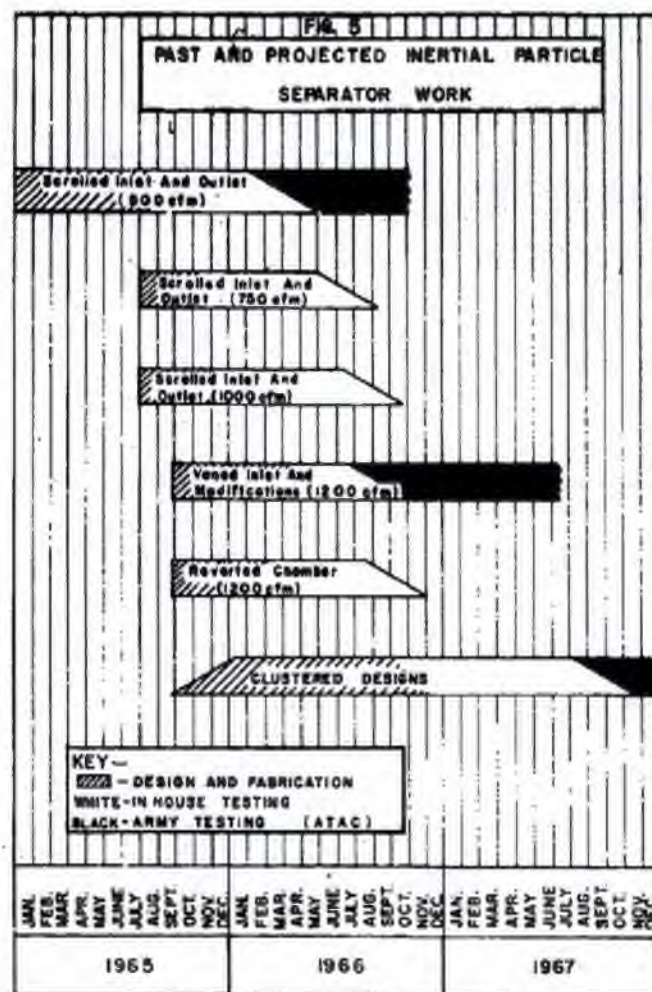 FIG. 5
PAST AND PROJECTED INERTIAL PARTICLE
SEPARATOR WORK
Scrolled Inlet And Outlet
(600 cfm)
Scrolled Inlet And
Outlet (750 cfm)
Scrolled Inlet And
Outlet (1000 cfm)
Vaned Inlet And
Modifications (1200 cfm)
Reverted Chamber
(1200 cfm)
CLUSTERED DESIGNS
KEY—
- DESIGN AND FABRICATION
WHITE-IN HOUSE TESTING
BLACK-ARMY TESTING (ATAC)
JAN. FEB. MAR. APR. MAY JUNE JULY AUG. SEPT. OCT. NOV. DEC. JAN. FEB. MAR. APR. MAY JUNE JULY AUG. SEPT. OCT. NOV. DEC. JAN. FEB. MAR. APR. MAY JUNE JULY AUG. SEPT. OCT. NOV. DEC.
1965 1966 1967